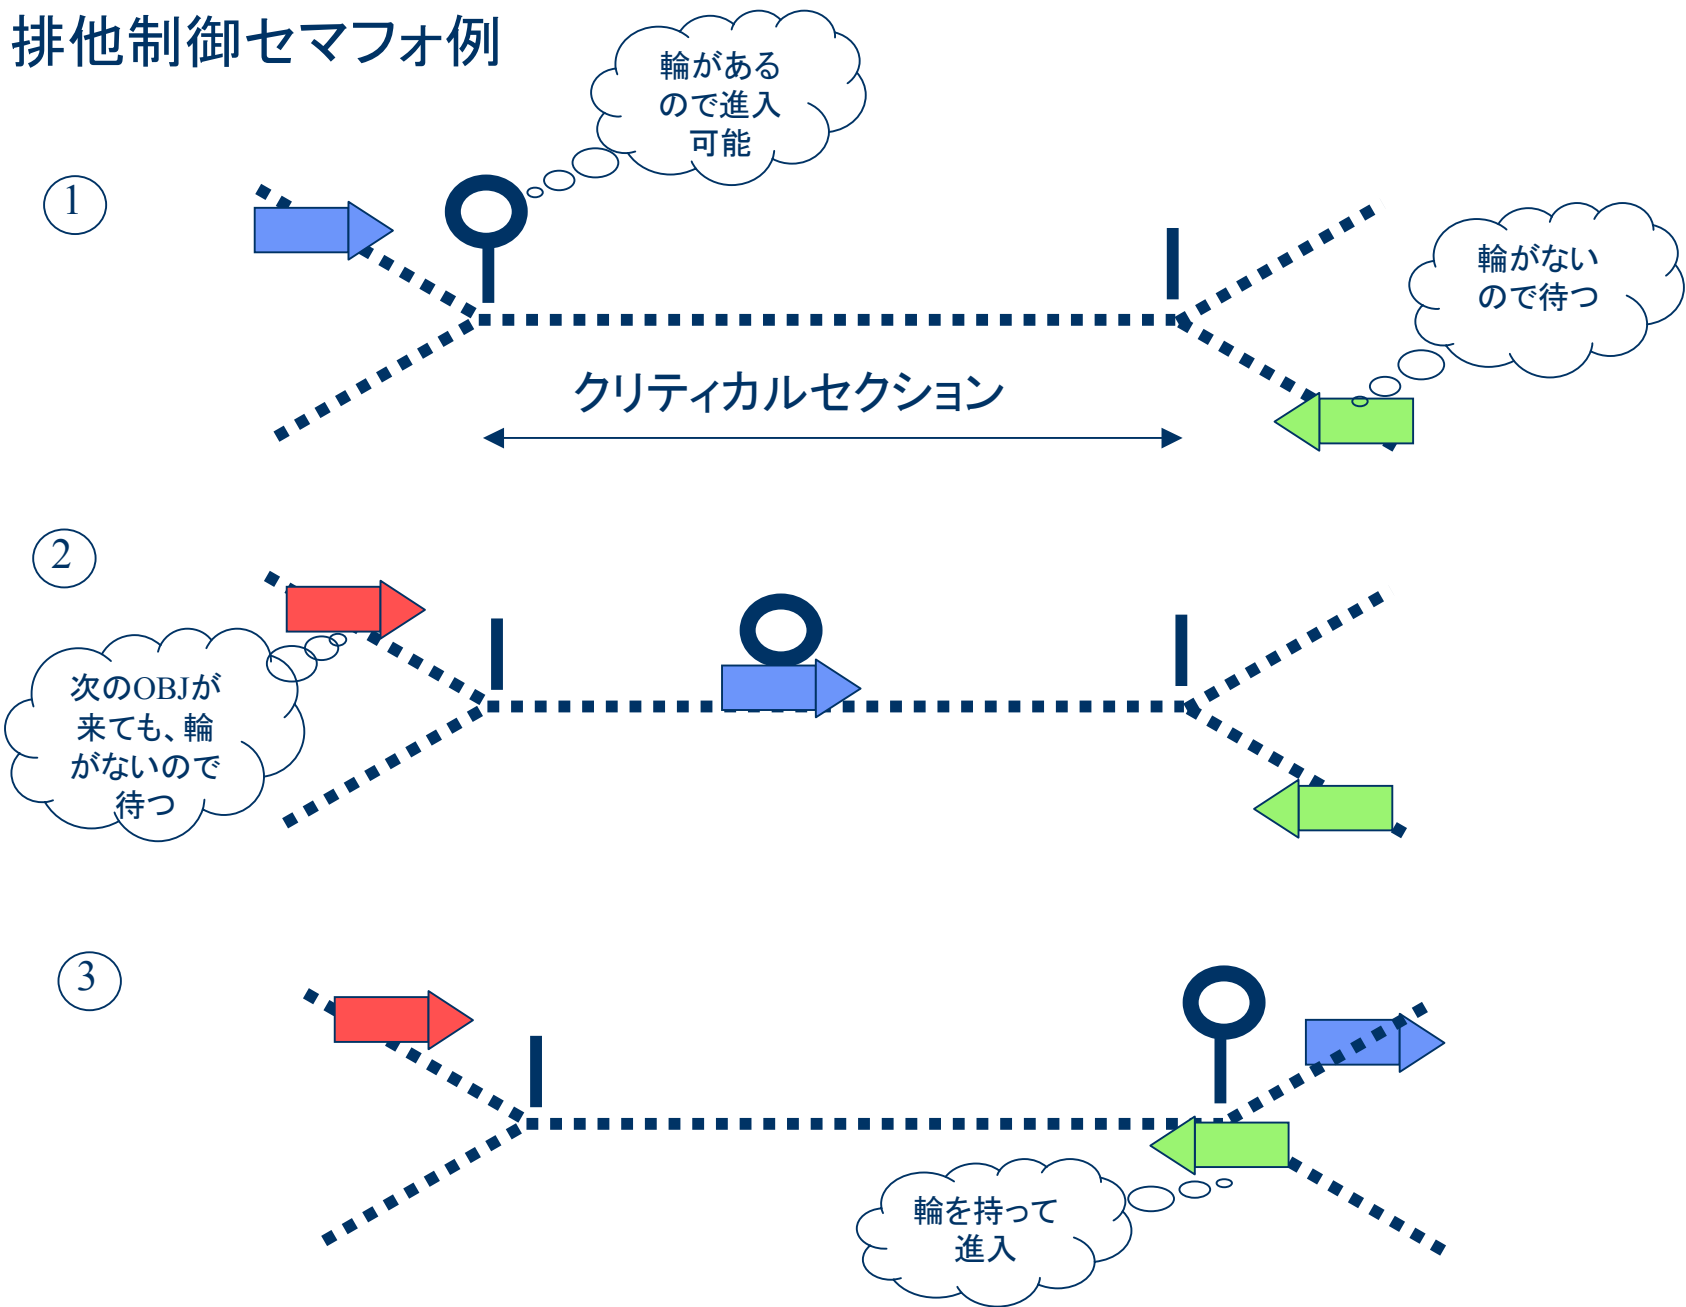 排他制御セマフォ例
輪がある
ので進入
可能
①
輪がない
ので待つ
クリティカルセクション
②
次のOBJが
来ても、輪
がないので
待つ
③
輪を持って
進入